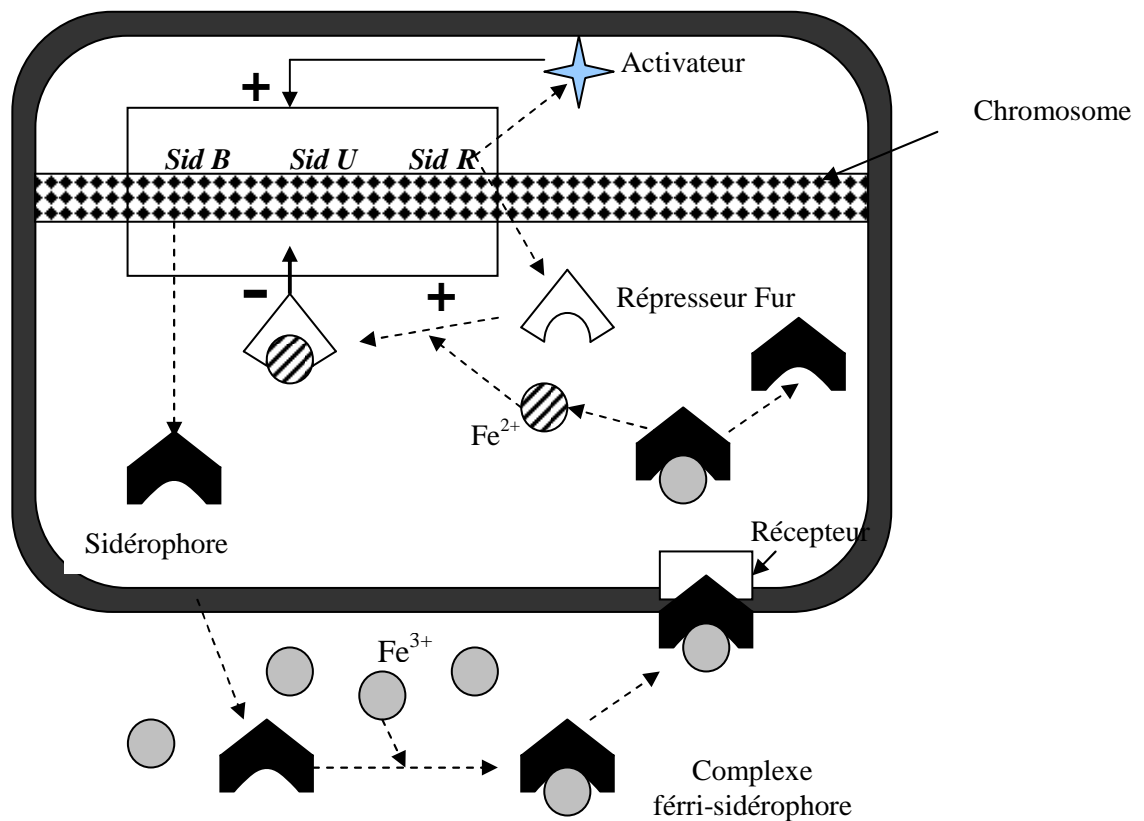 Activateur
+
Chromosome
Sid B Sid U Sid R
-
+
Répresseur Fur
Fe²⁺
Récepteur
Sidérophore
Fe³⁺
Complexe
férri-sidérophore